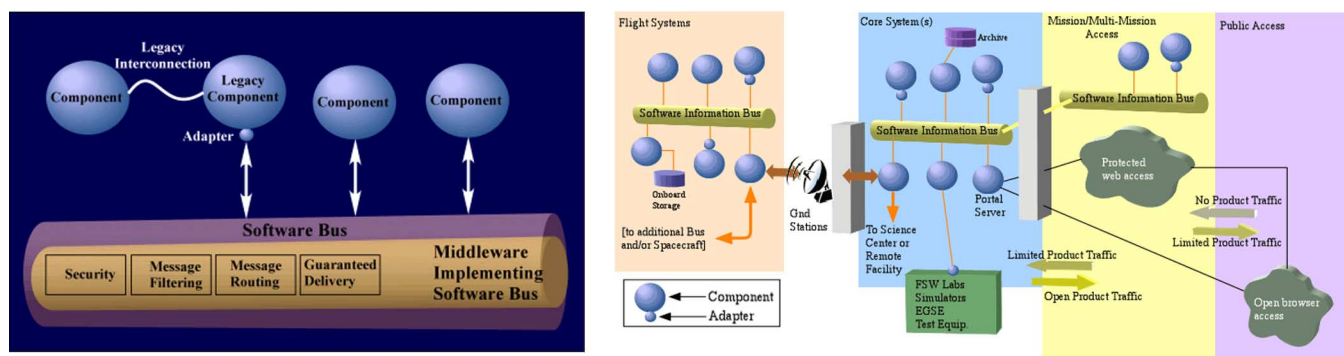 Legacy
Interconnection
Component
Legacy
Component
Component
Component
Adapter
Software Bus
Security
Message
Filtering
Message
Routing
Guaranteed
Delivery
Middleware
Implementing
Software Bus
Flight Systems
Software Information Bus
Onboard
Storage
[to additional Bus
and/or Spacecraft]
Component
Adapter
Gnd
Stations
Core System(s)
Archive
Software Information Bus
Portal
Server
To Science
Center or
Remote
Facility
FSW Labs
Simulators
EGSE
Test Equip.
Mission/Multi-Mission
Access
Software Information Bus
Protected
web access
Limited Product Traffic
Open Product Traffic
Public Access
No Product Traffic
Limited Product Traffic
Open browser
access